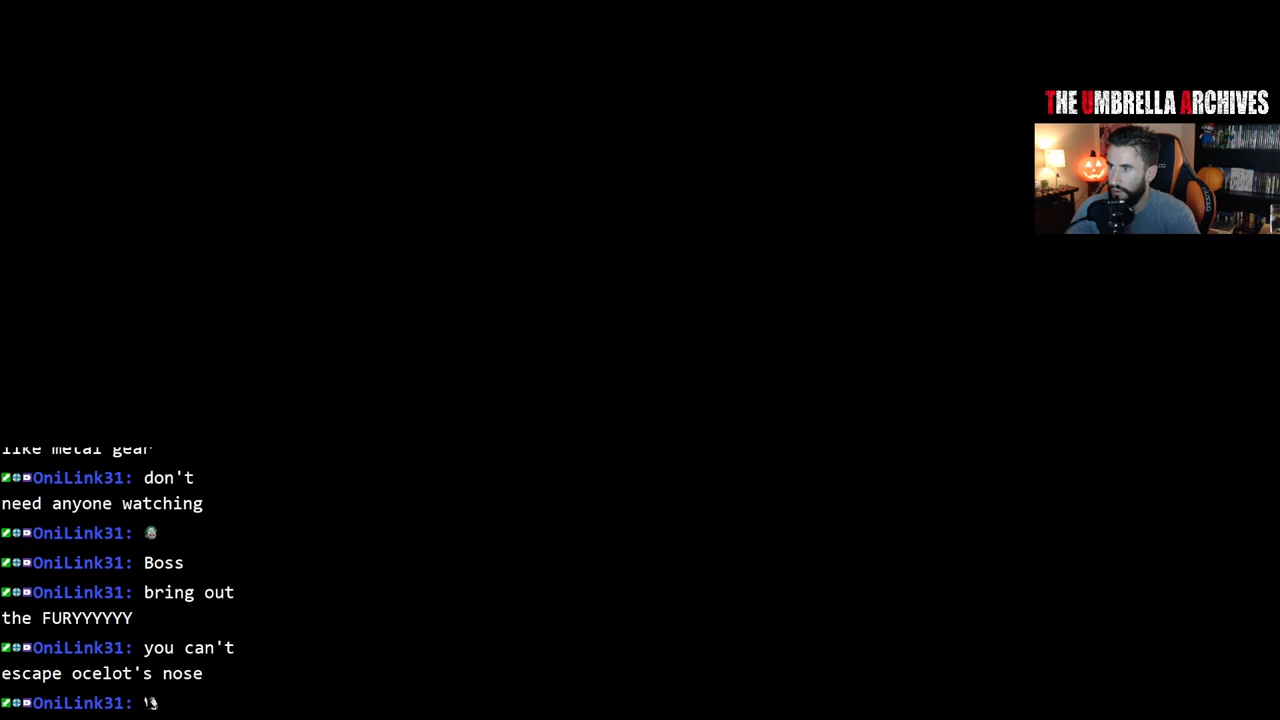 THE UMBRELLA ARCHIVES
like metal gear
OniLink31: don't
need anyone watching
OniLink31:
OniLink31: Boss
OniLink31: bring out
the FURYYYYYY
OniLink31: you can't
escape ocelot's nose
OniLink31: